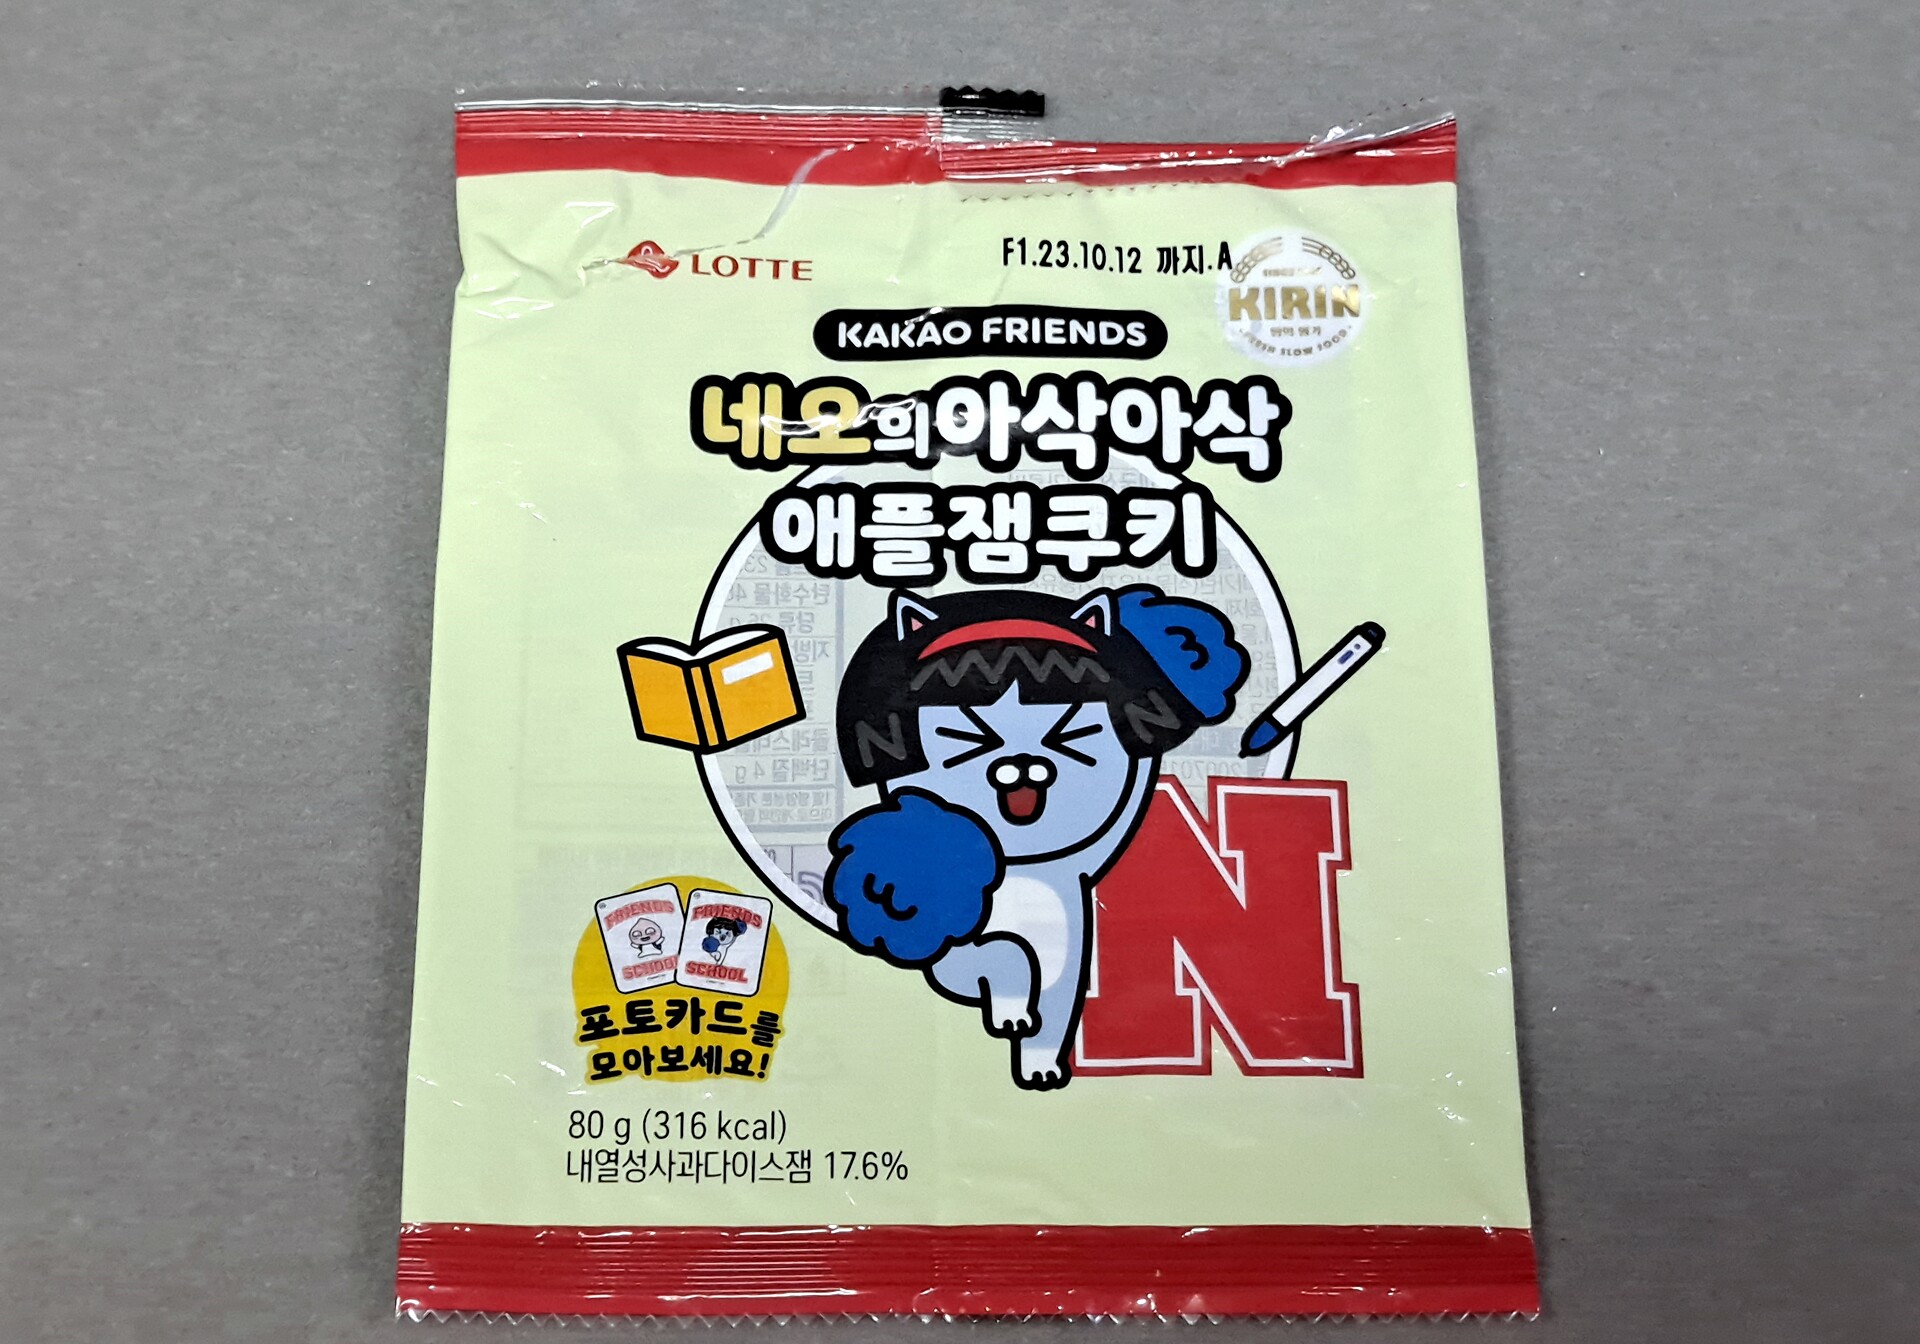 LOTTE
F1.23.10.12 까지.A
KIRIN
KAKAO FRIENDS
네오의아삭아삭
애플잼쿠키
N N
N
FRIENDS
SCHOOL
FRIENDS
SCHOOL
포토카드를
모아보세요!
80 g (316 kcal)
내열성사과다이스잼 17.6%